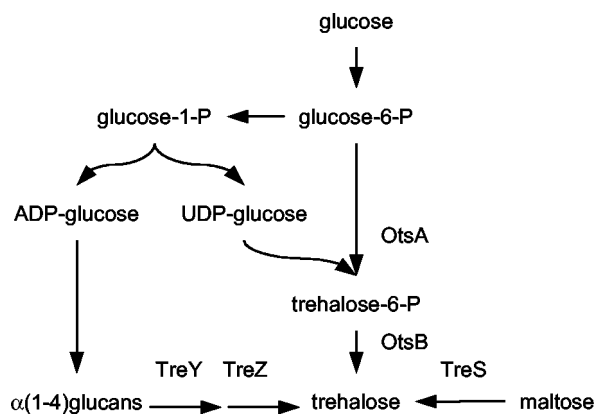 glucose
glucose-1-P glucose-6-P
ADP-glucose UDP-glucose
OtsA
trehalose-6-P
OtsB
TreY TreZ TreS
α(1-4)glucans trehalose maltose